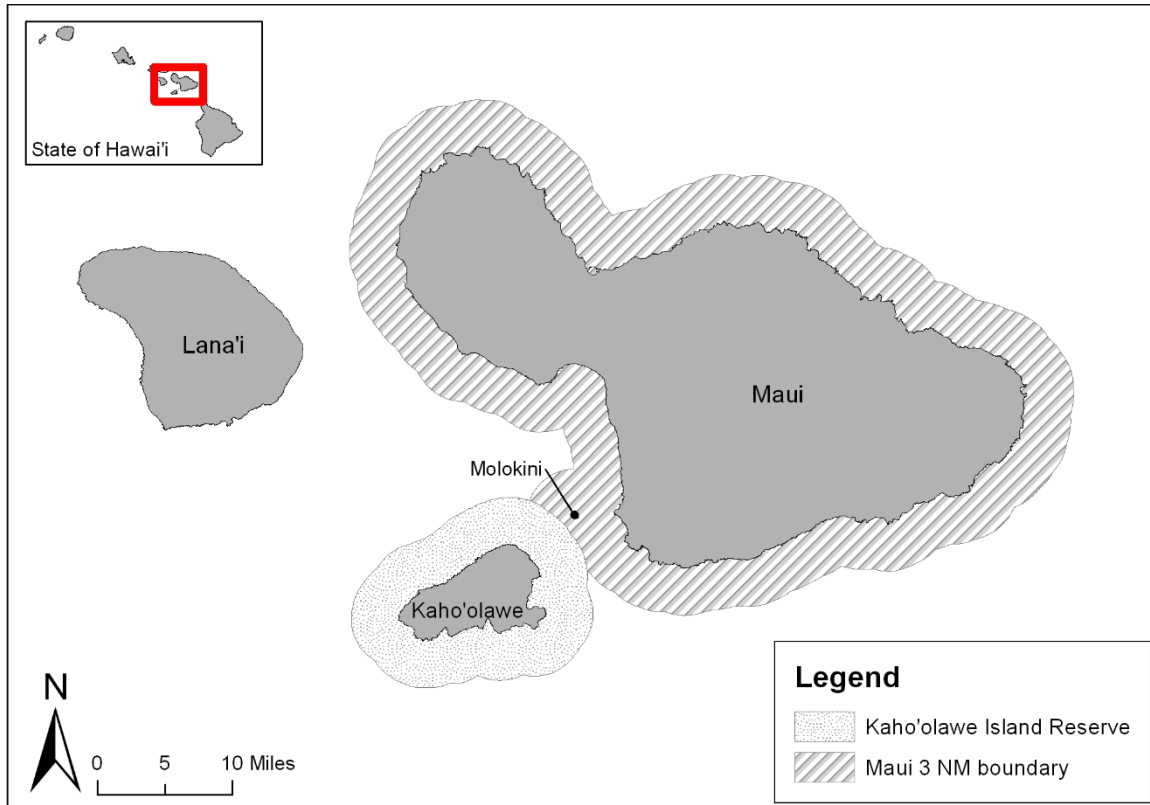 State of Hawai'i
Lana'i
Maui
Molokini
Kaho'olawe
N
0 5 10 Miles
Legend
Kaho'olawe Island Reserve
Maui 3 NM boundary